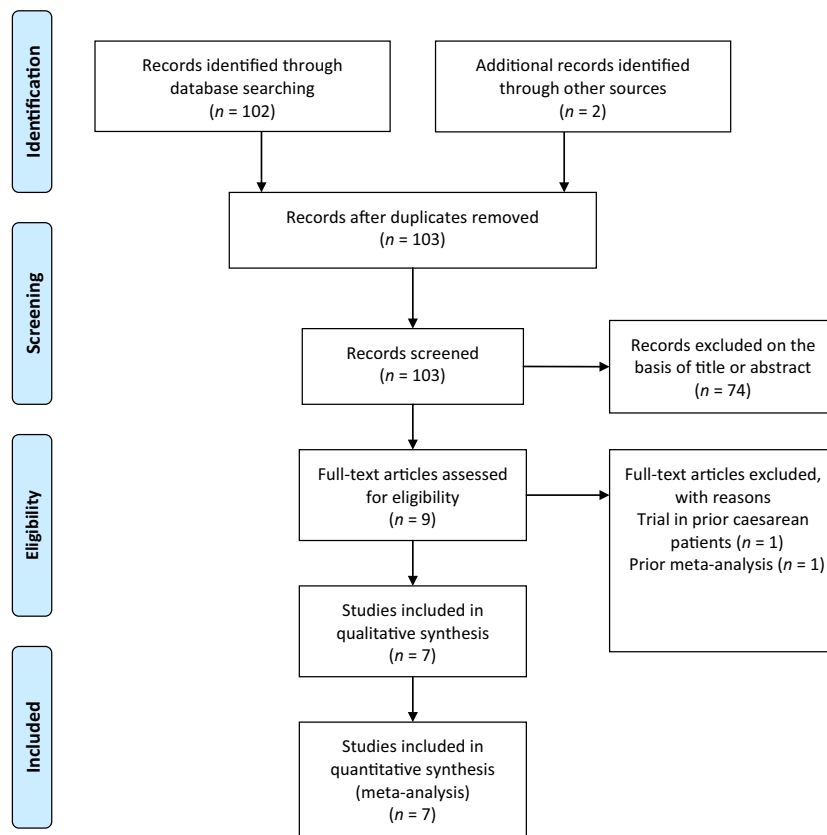 Identification
Records identified through
database searching
(n = 102)
Additional records identified
through other sources
(n = 2)
Records after duplicates removed
(n = 103)
Screening
Records screened
(n = 103)
Records excluded on the
basis of title or abstract
(n = 74)
Eligibility
Full-text articles assessed
for eligibility
(n = 9)
Full-text articles excluded,
with reasons
Trial in prior caesarean
patients (n = 1)
Prior meta-analysis (n = 1)
Studies included in
qualitative synthesis
(n = 7)
Included
Studies included in
quantitative synthesis
(meta-analysis)
(n = 7)